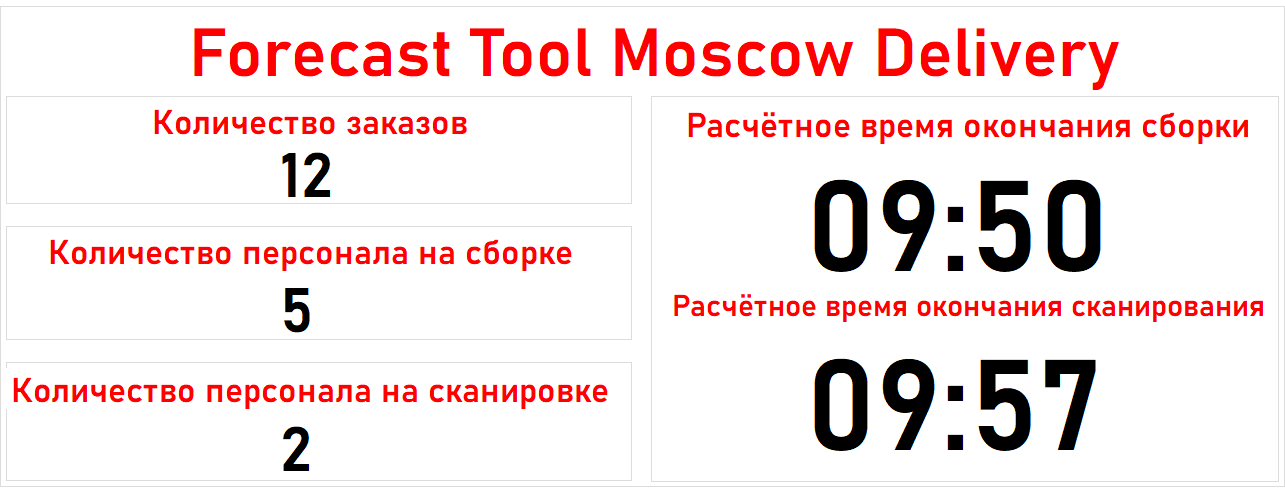 Forecast Tool Moscow Delivery
Количество заказов
12
Количество персонала на сборке
5
Количество персонала на сканировке
2
Расчётное время окончания сборки
09:50
Расчётное время окончания сканирования
09:57